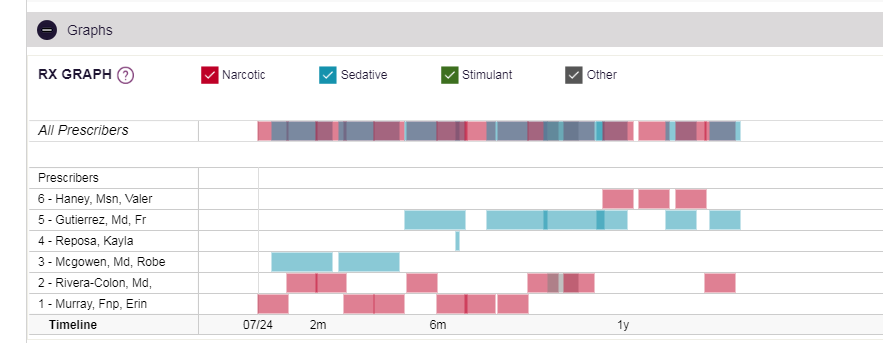 Graphs
RX GRAPH ? Narcotic Sedative Stimulant Other
All Prescribers
Prescribers
6 - Haney, Msn, Valer
5 - Gutierrez, Md, Fr
4 - Reposa, Kayla
3 - Mcgowen, Md, Robe
2 - Rivera-Colon, Md,
1 - Murray, Fnp, Erin
Timeline 07/24 2m 6m 1y